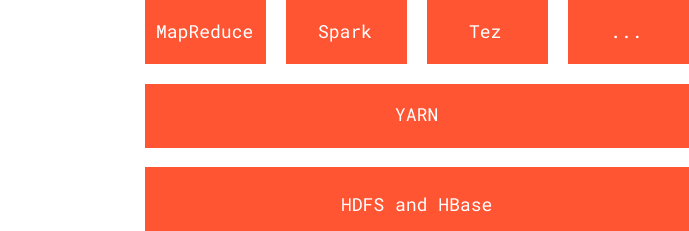 MapReduce Spark Tez ...
YARN
HDFS and HBase